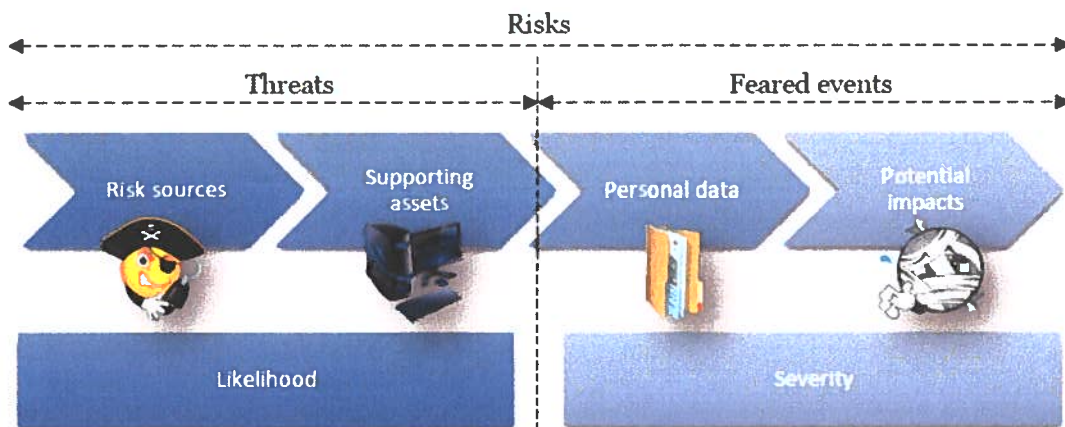 Risks
Threats
Feared events
Risk sources
Supporting
assets
Personal data
Potential
impacts
Likelihood
Severity